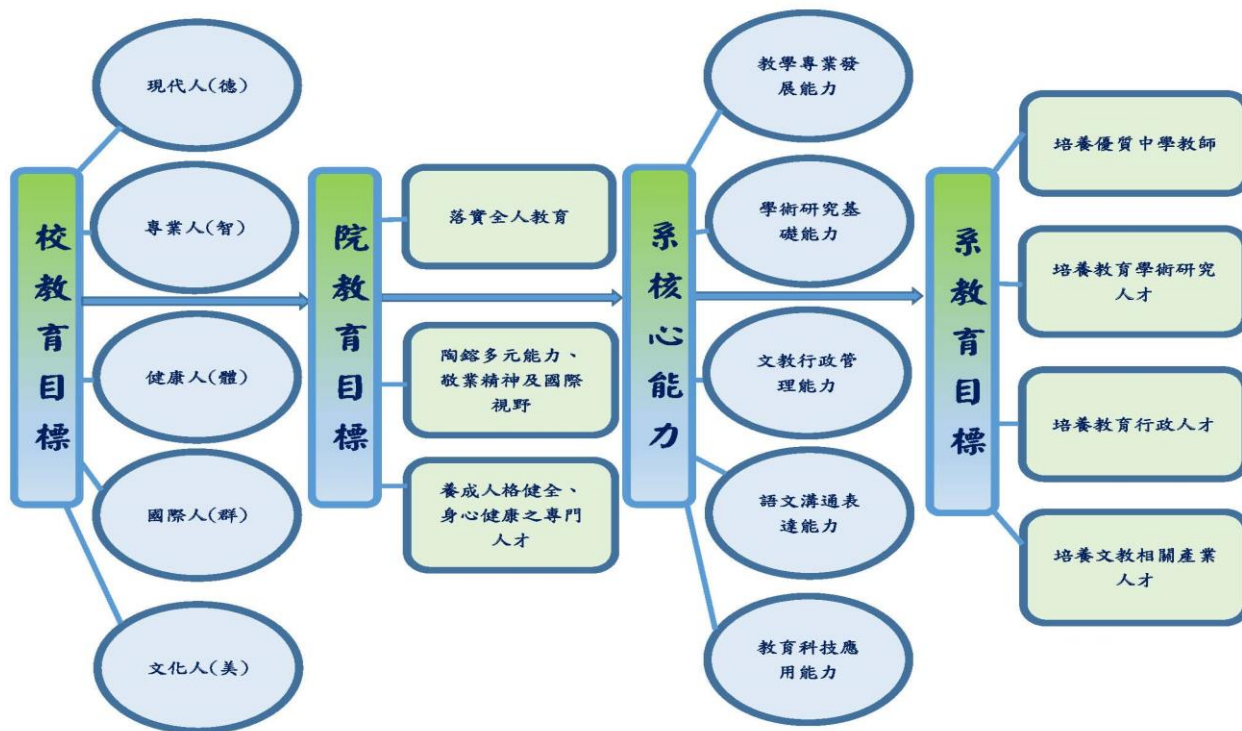 校教育目標
現代人(德)
專業人(智)
健康人(體)
國際人(群)
文化人(美)
院教育目標
落實全人教育
陶鎔多元能力、
敬業精神及國際
視野
養成人格健全、
身心健康之專門
人才
系核心能力
教學專業發
展能力
學術研究基
礎能力
文教行政管
理能力
語文溝通表
達能力
教育科技應
用能力
系教育目標
培養優質中學教師
培養教育學術研究
人才
培養教育行政人才
培養文教相關產業
人才